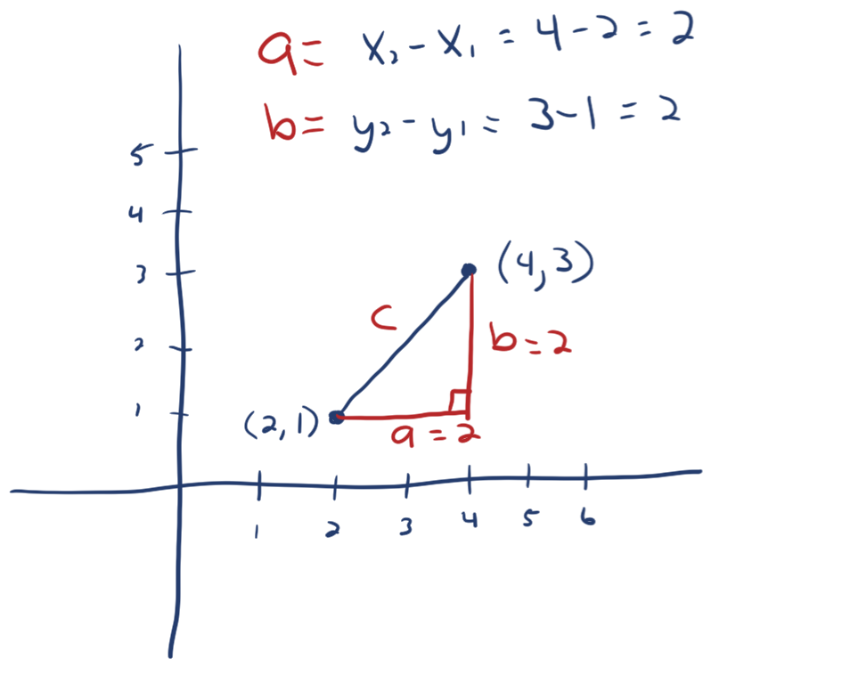 a = x₂ - x₁ = 4 - 2 = 2
b = y₂ - y₁ = 3 - 1 = 2
5
4
3
2
1
(4,3)
c
b = 2
(2,1)
a = 2
1 2 3 4 5 6